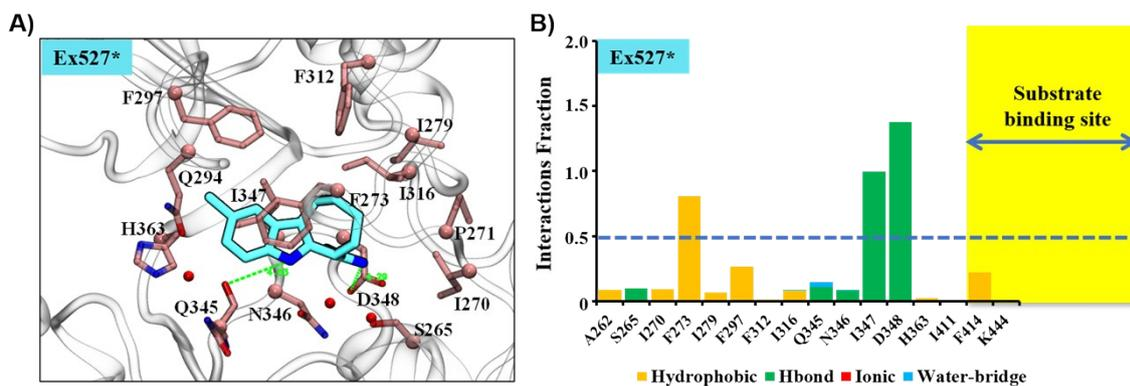 A)
Ex527*
F312
F297
I279
Q294
I347
F273
I316
H363
P271
Q345
N346
D348
I270
S265
B)
Ex527*
Interactions Fraction
2.0
1.5
1.0
0.5
0
Substrate
binding site
A262 S265 I270 F273 I279 F297 F312 I316 Q345 N346 I347 D348 H363 I411 F414 K444
Hydrophobic Hbond Ionic Water-bridge